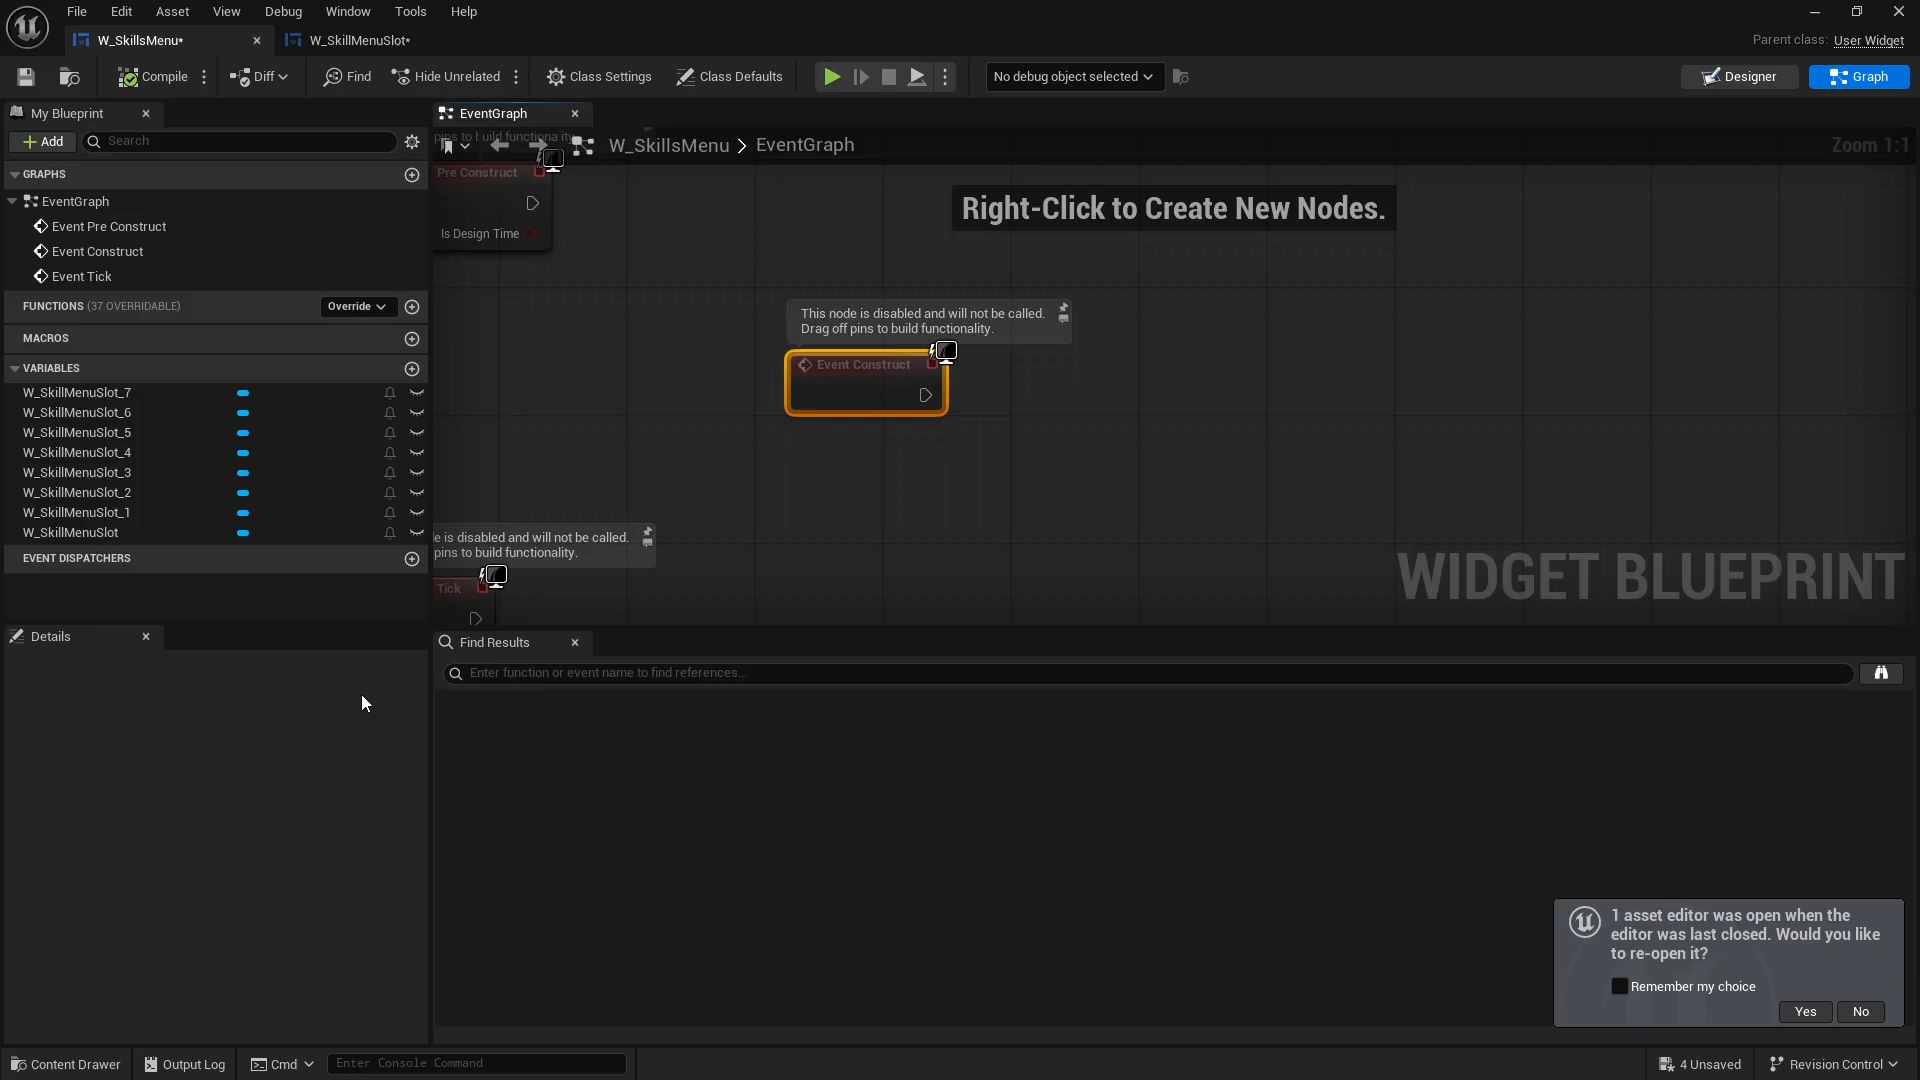 File Edit Asset View Debug Window Tools Help
W_SkillsMenu* W_SkillMenuSlot*
Parent class: User Widget
Compile Diff Find Hide Unrelated Class Settings Class Defaults No debug object selected Designer Graph
My Blueprint
EventGraph
Add Search
pins to build functionality.
W_SkillsMenu > EventGraph
Zoom 1:1
GRAPHS
EventGraph
Event Pre Construct
Event Construct
Event Tick
FUNCTIONS (37 OVERRIDABLE) Override
MACROS
VARIABLES
W_SkillMenuSlot_7
W_SkillMenuSlot_6
W_SkillMenuSlot_5
W_SkillMenuSlot_4
W_SkillMenuSlot_3
W_SkillMenuSlot_2
W_SkillMenuSlot_1
W_SkillMenuSlot
EVENT DISPATCHERS
Pre Construct
Is Design Time
Right-Click to Create New Nodes.
This node is disabled and will not be called.
Drag off pins to build functionality.
Event Construct
e is disabled and will not be called.
pins to build functionality.
Tick
WIDGET BLUEPRINT
Details
Find Results
Enter function or event name to find references...
1 asset editor was open when the
editor was last closed. Would you like
to re-open it?
Remember my choice
Yes No
Content Drawer Output Log Cmd Enter Console Command 4 Unsaved Revision Control